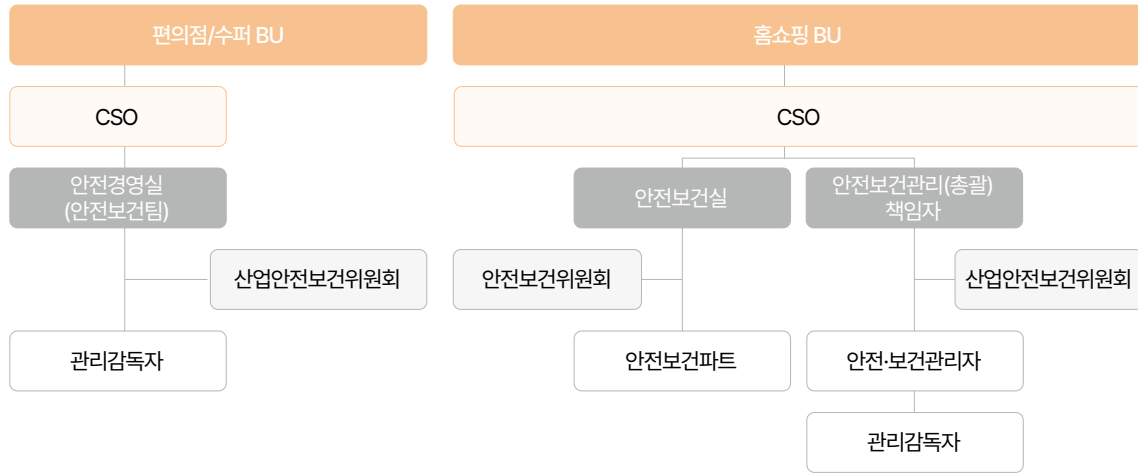 편의점/수퍼 BU
CSO
안전경영실
(안전보건팀)
산업안전보건위원회
관리감독자
홈쇼핑 BU
CSO
안전보건실
안전보건관리(총괄)
책임자
안전보건위원회
산업안전보건위원회
안전보건파트
안전·보건관리자
관리감독자